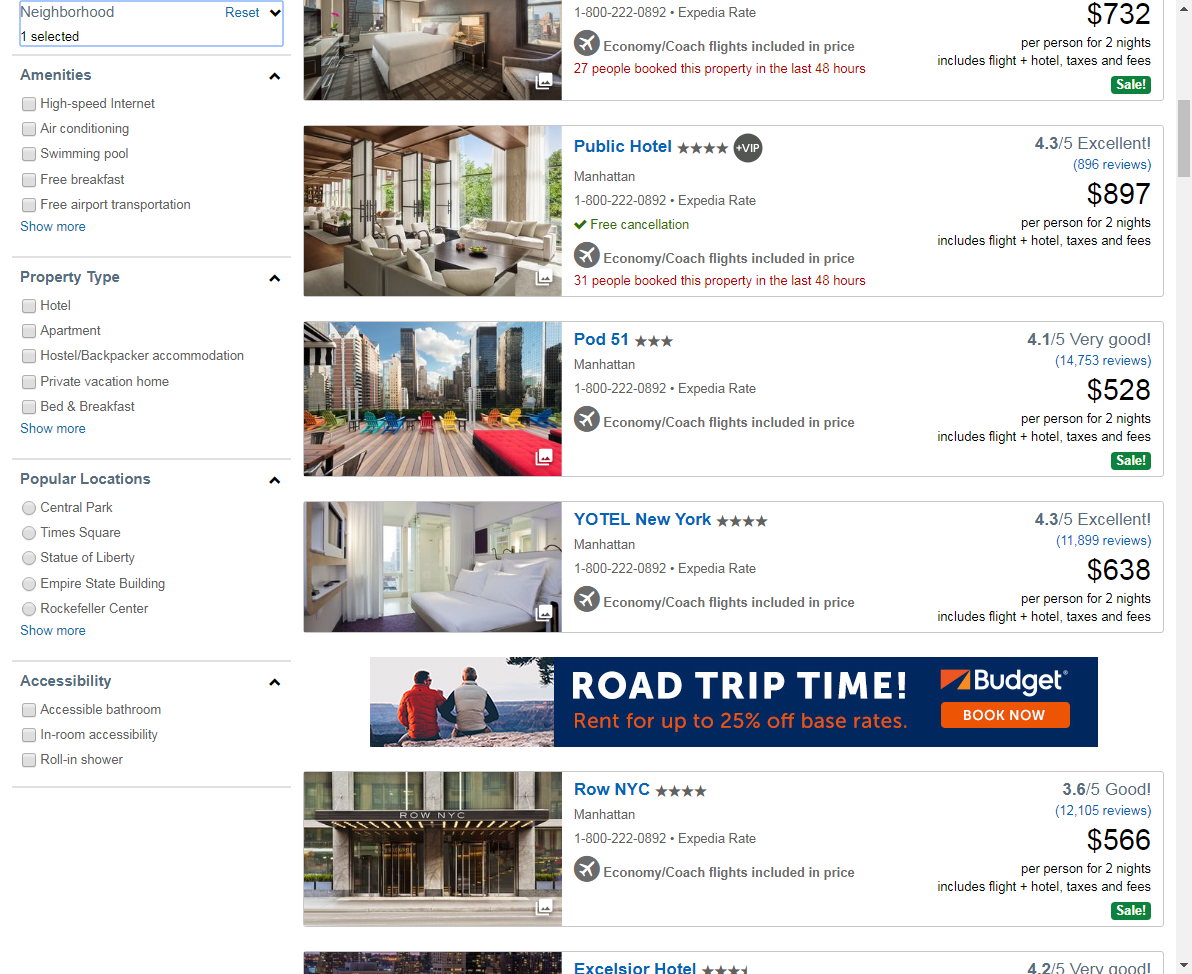 Neighborhood Reset
1 selected
Amenities
High-speed Internet
Air conditioning
Swimming pool
Free breakfast
Free airport transportation
Show more
Property Type
Hotel
Apartment
Hostel/Backpacker accommodation
Private vacation home
Bed & Breakfast
Show more
Popular Locations
Central Park
Times Square
Statue of Liberty
Empire State Building
Rockefeller Center
Show more
Accessibility
Accessible bathroom
In-room accessibility
Roll-in shower
1-800-222-0892 • Expedia Rate
Economy/Coach flights included in price
27 people booked this property in the last 48 hours
$732
per person for 2 nights
includes flight + hotel, taxes and fees
Sale!
Public Hotel +VIP
Manhattan
1-800-222-0892 • Expedia Rate
Free cancellation
Economy/Coach flights included in price
31 people booked this property in the last 48 hours
4.3/5 Excellent!
(896 reviews)
$897
per person for 2 nights
includes flight + hotel, taxes and fees
Pod 51
Manhattan
1-800-222-0892 • Expedia Rate
Economy/Coach flights included in price
4.1/5 Very good!
(14,753 reviews)
$528
per person for 2 nights
includes flight + hotel, taxes and fees
Sale!
YOTEL New York
Manhattan
1-800-222-0892 • Expedia Rate
Economy/Coach flights included in price
4.3/5 Excellent!
(11,899 reviews)
$638
per person for 2 nights
includes flight + hotel, taxes and fees
ROAD TRIP TIME!
Rent for up to 25% off base rates.
Budget®
BOOK NOW
ROW NYC
Row NYC
Manhattan
1-800-222-0892 • Expedia Rate
Economy/Coach flights included in price
3.6/5 Good!
(12,105 reviews)
$566
per person for 2 nights
includes flight + hotel, taxes and fees
Sale!
Excelsior Hotel
4.2/5 Very good!